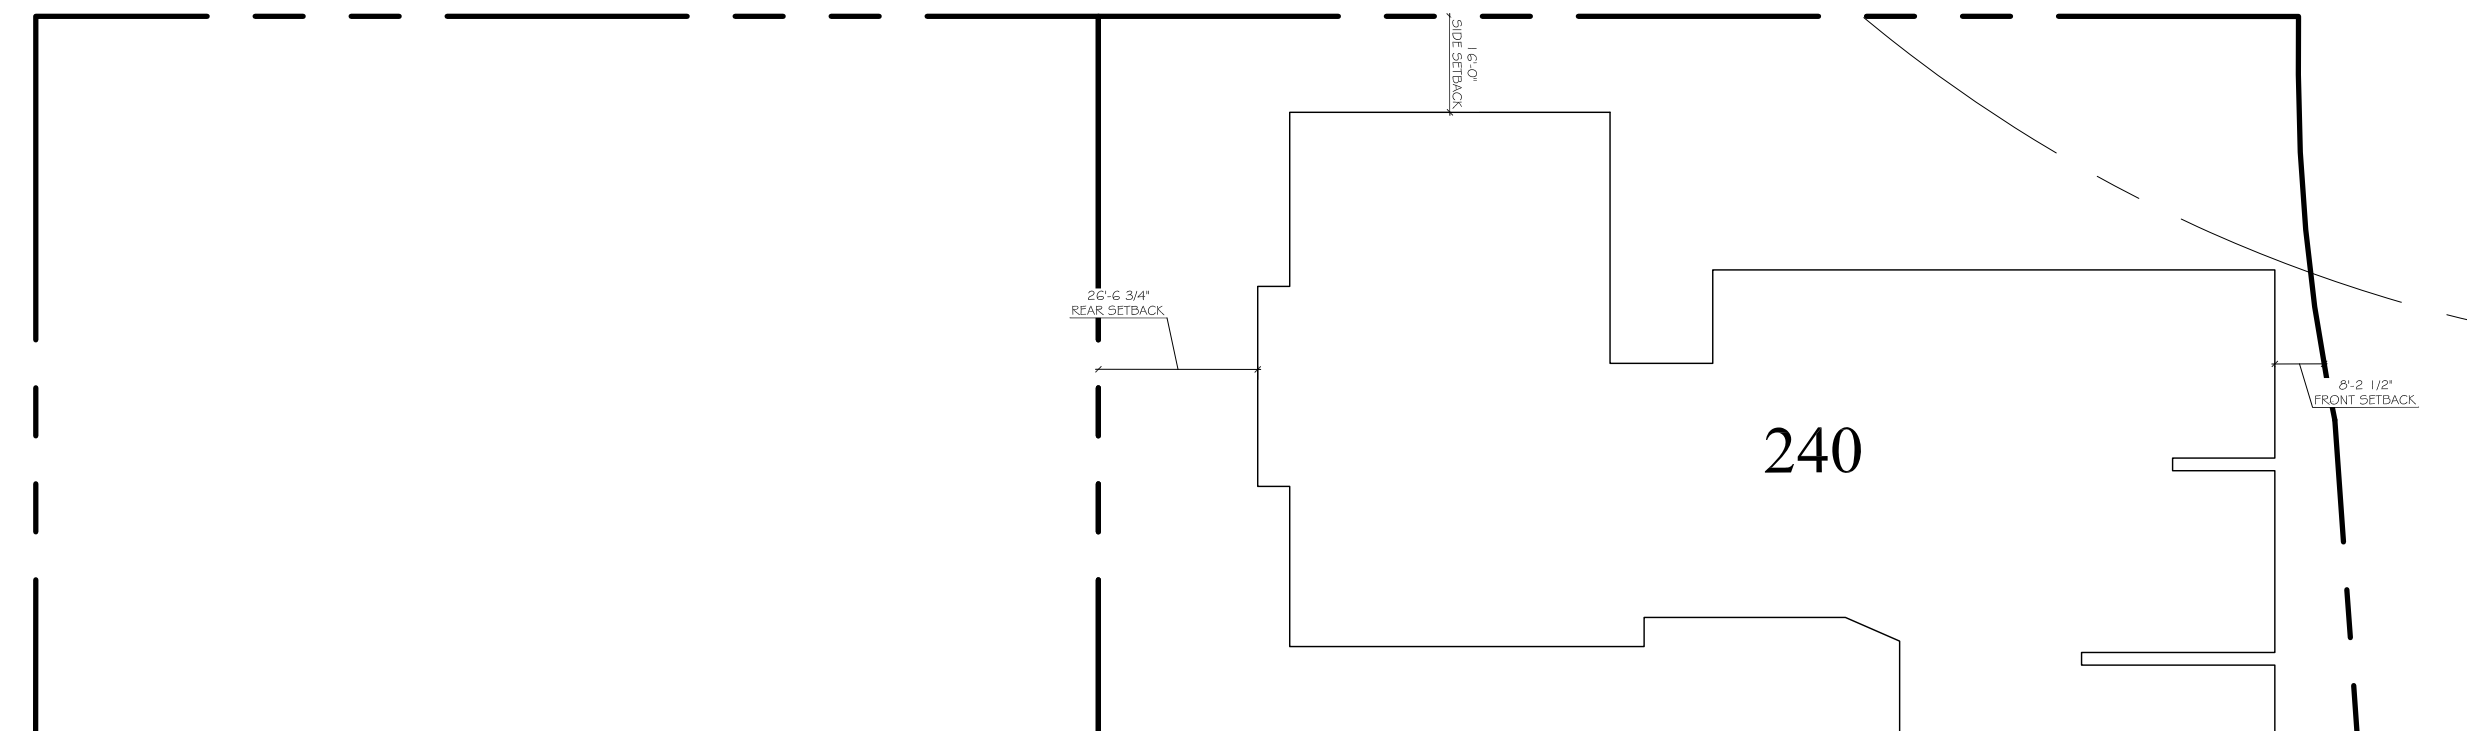 16'-0"
SIDE SETBACK
26'-6 3/4"
REAR SETBACK
8'-2 1/2"
FRONT SETBACK
240